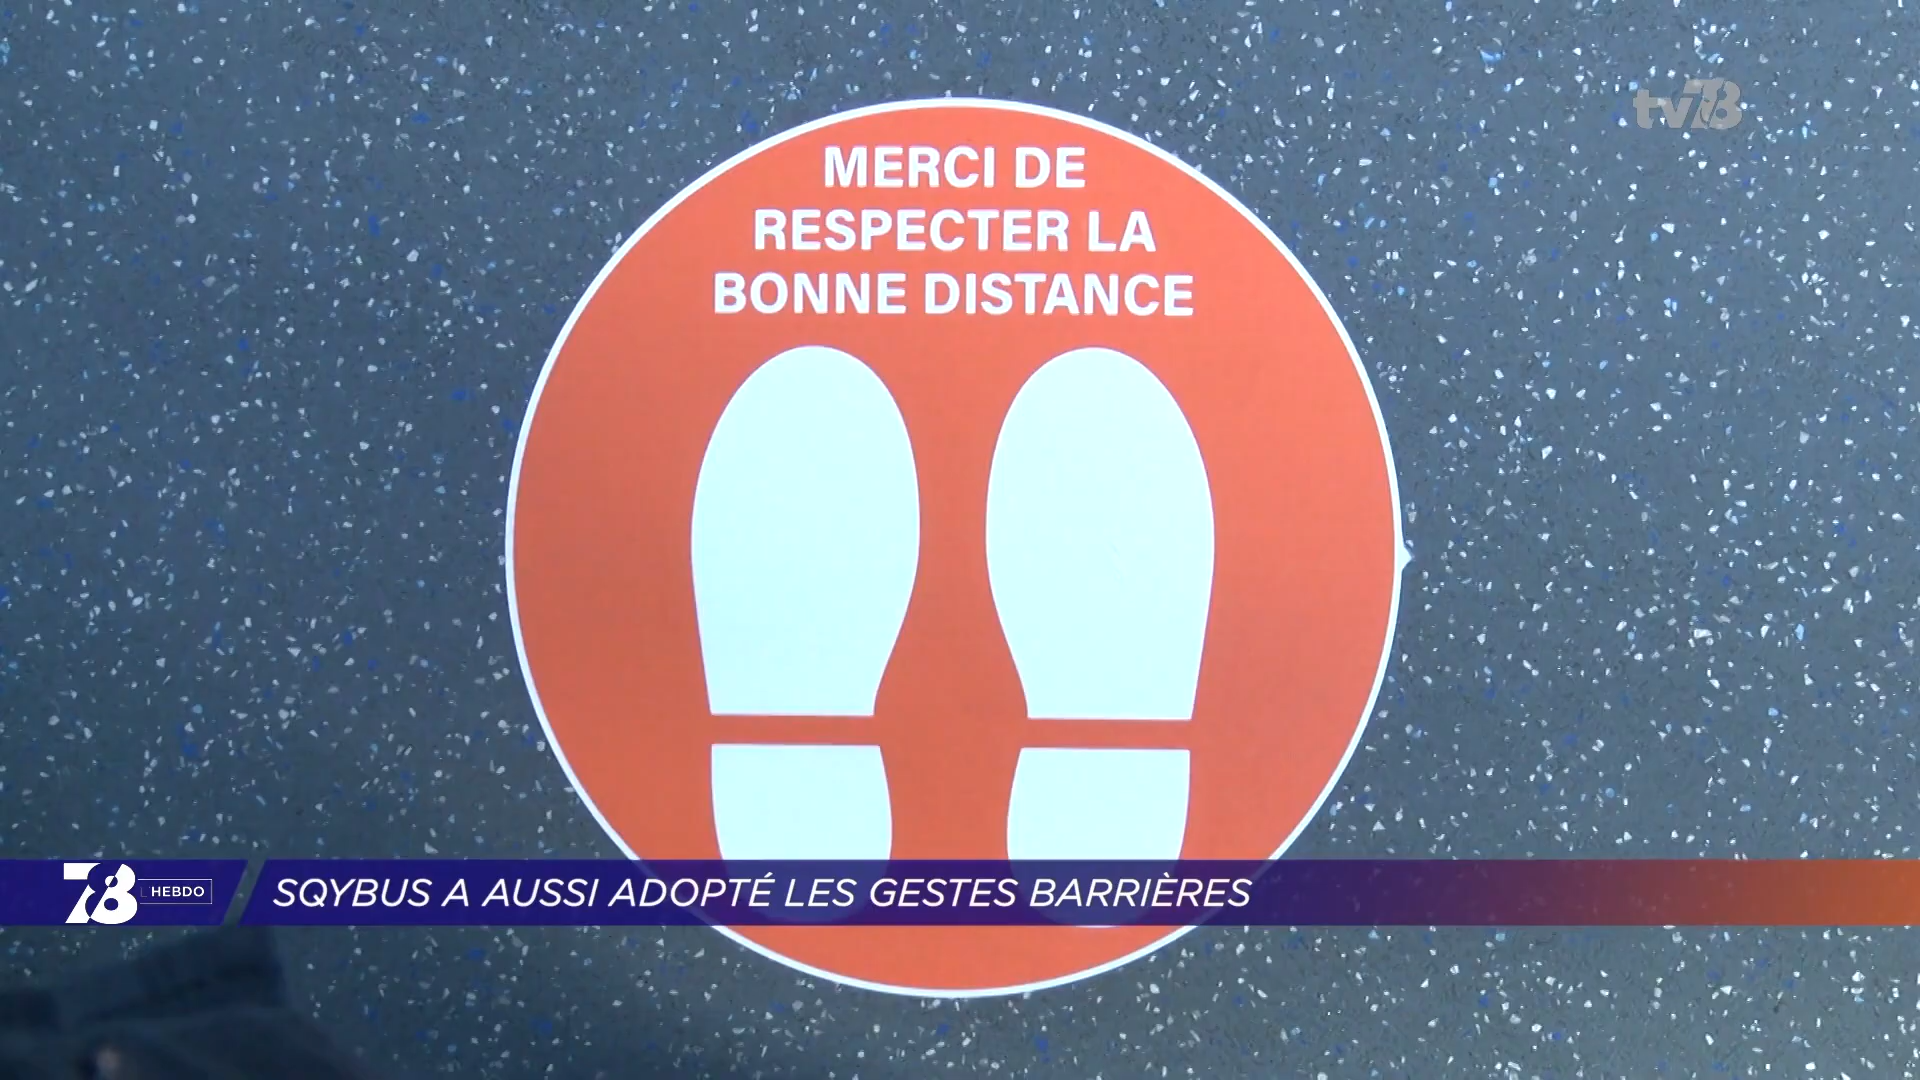 tv78
MERCI DE
RESPECTER LA
BONNE DISTANCE
78 L'HEBDO
SQYBUS A AUSSI ADOPTÉ LES GESTES BARRIÈRES